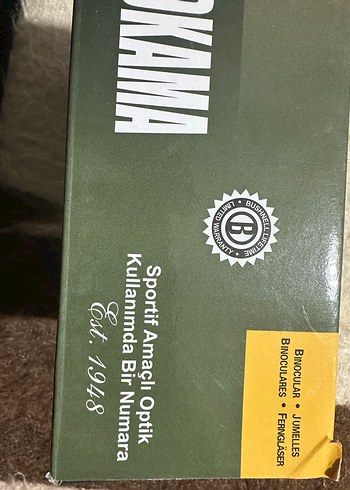 OKAMA
BUSHNELL LIFETIME
• LIMITED WARRANTY •
B
Sportif Amaçlı Optik
Kullanımda Bir Numara
Est. 1948
BINOCULAR • JUMELLES
BINOCULARES • FERNGLÄSER